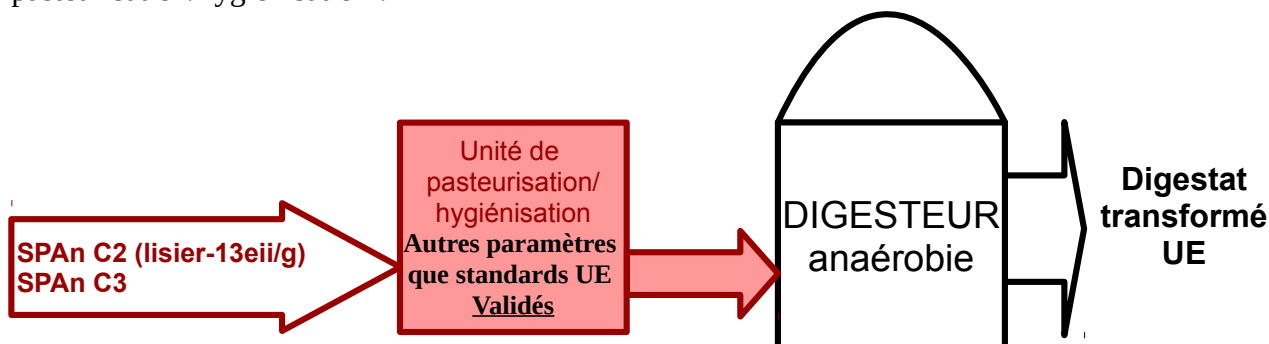 SPAn C2 (lisier-13eii/g)
SPAn C3
Unité de
pasteurisation/
hygiénisation
Autres paramètres
que standards UE
Validés
DIGESTEUR
anaérobie
Digestat
transformé
UE